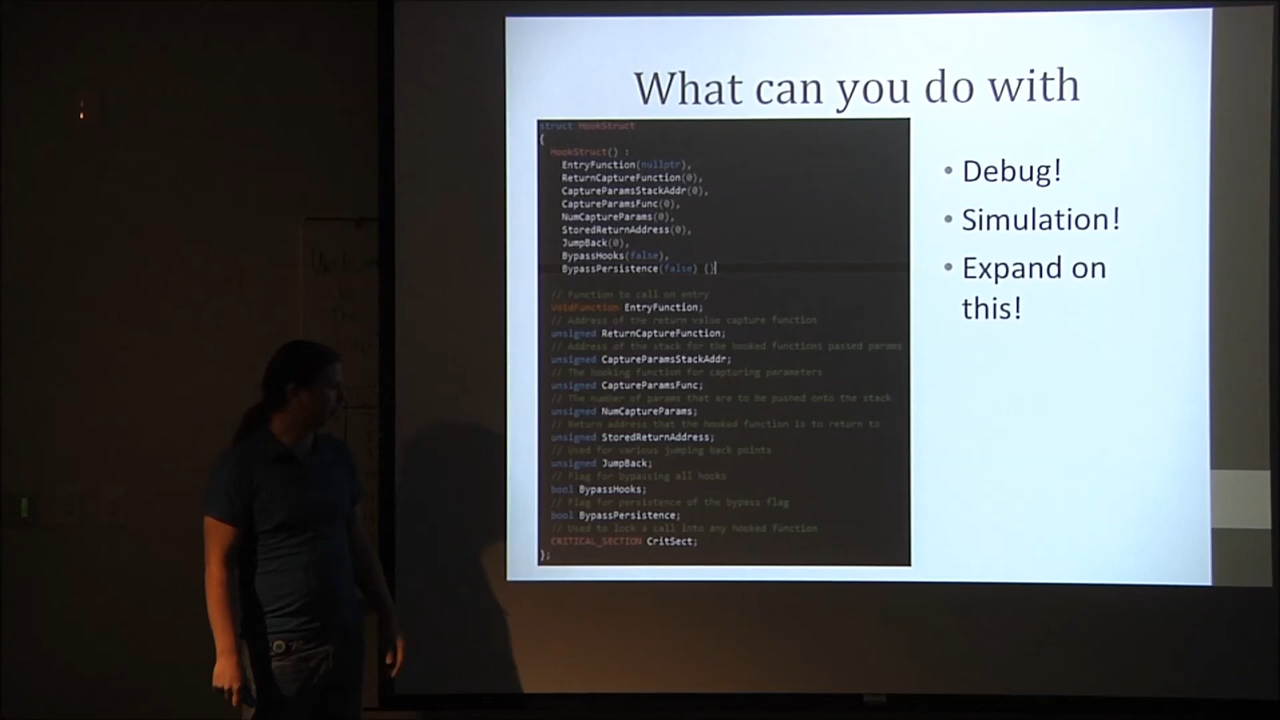 What can you do with
struct HookStruct
{
HookStruct() :
EntryFunction(nullptr),
ReturnCaptureFunction(0),
CaptureParamsStackAddr(0),
CaptureParamsFunc(0),
NumCaptureParams(0),
StoredReturnAddress(0),
JumpBack(0),
BypassHooks(false),
BypassPersistence(false) {}
// Function to call on entry
VoidFunction EntryFunction;
// Address of the return value capture function
unsigned ReturnCaptureFunction;
// Address of the stack for the hooked functions passed params
unsigned CaptureParamsStackAddr;
// The hooking function for capturing parameters
unsigned CaptureParamsFunc;
// The number of params that are to be pushed onto the stack
unsigned NumCaptureParams;
// Return address that the hooked function is to return to
unsigned StoredReturnAddress;
// Used for various jumping back points
unsigned JumpBack;
// Flag for bypassing all hooks
bool BypassHooks;
// Flag for persistence of the bypass flag
bool BypassPersistence;
// Used to lock a call into any hooked function
CRITICAL_SECTION CritSect;
};
• Debug!
• Simulation!
• Expand on
this!